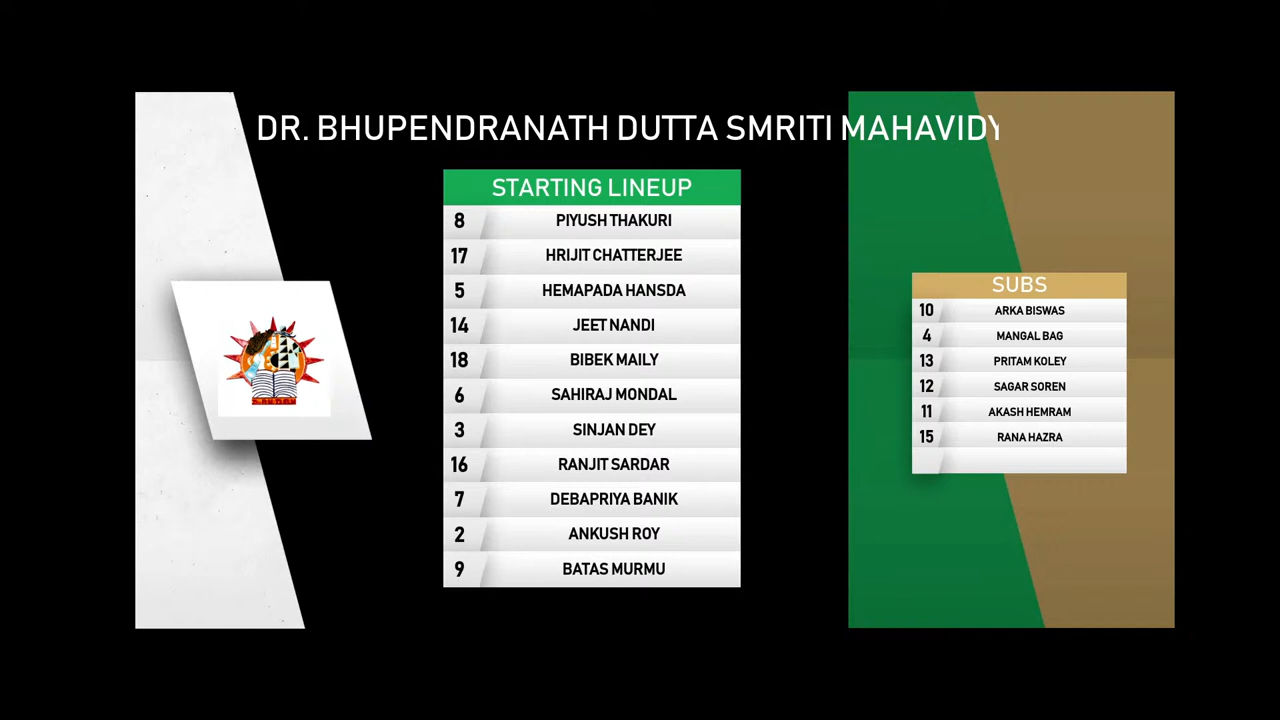 DR. BHUPENDRANATH DUTTA SMRITI MAHAVIDY
STARTING LINEUP
8 PIYUSH THAKURI
17 HRIJIT CHATTERJEE
5 HEMAPADA HANSDA
14 JEET NANDI
18 BIBEK MAILY
6 SAHIRAJ MONDAL
3 SINJAN DEY
16 RANJIT SARDAR
7 DEBAPRIYA BANIK
2 ANKUSH ROY
9 BATAS MURMU
SUBS
10 ARKA BISWAS
4 MANGAL BAG
13 PRITAM KOLEY
12 SAGAR SOREN
11 AKASH HEMRAM
15 RANA HAZRA